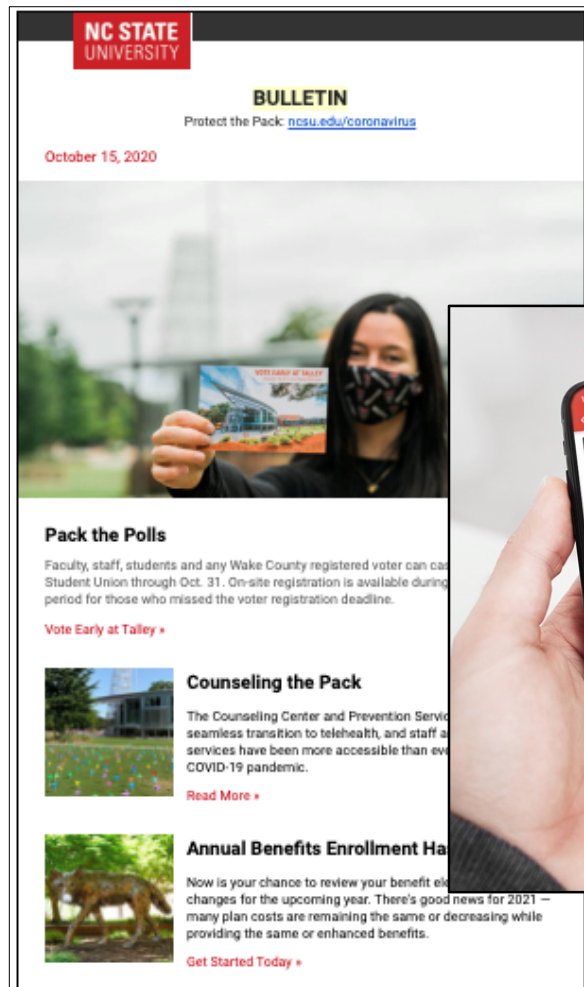 NC STATE
UNIVERSITY
BULLETIN
Protect the Pack: ncsu.edu/coronavirus
October 15, 2020
VOTE EARLY AT TALLEY
Pack the Polls
Faculty, staff, students and any Wake County registered voter can
Student Union through Oct. 31. On-site registration is available during
period for those who missed the voter registration deadline.
Vote Early at Talley »
Counseling the Pack
The Counseling Center and Prevention
seamless transition to telehealth, and staff
services have been more accessible than
COVID-19 pandemic.
Read More »
Annual Benefits Enrollment
Now is your chance to review your benefit
changes for the upcoming year. There's good news for 2021 —
many plan costs are remaining the same or decreasing while
providing the same or enhanced benefits.
Get Started Today »